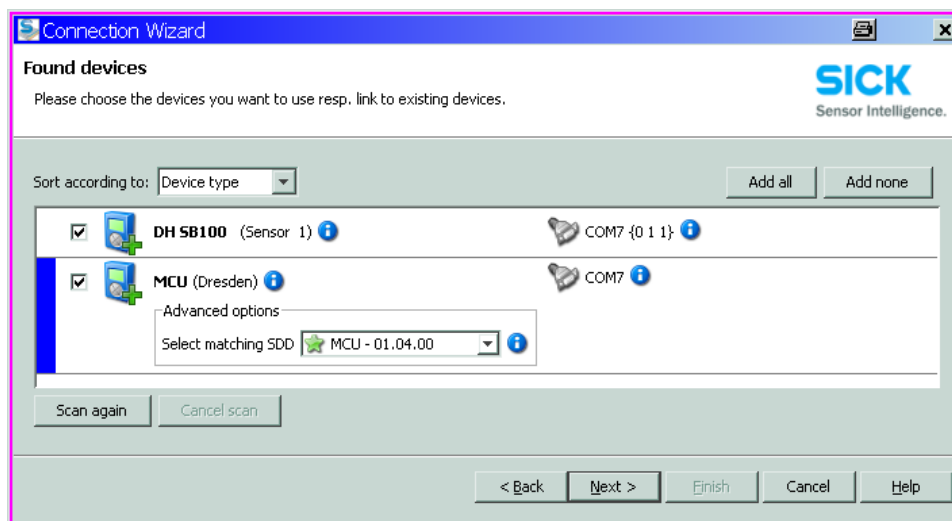 Connection Wizard
Found devices
Please choose the devices you want to use resp. link to existing devices.
SICK
Sensor Intelligence.
Sort according to: Device type
Add all
Add none
DH SB100 (Sensor 1)
COM7 {0 1 1}
MCU (Dresden)
COM7
Advanced options
Select matching SDD MCU - 01.04.00
Scan again
Cancel scan
< Back
Next >
Finish
Cancel
Help